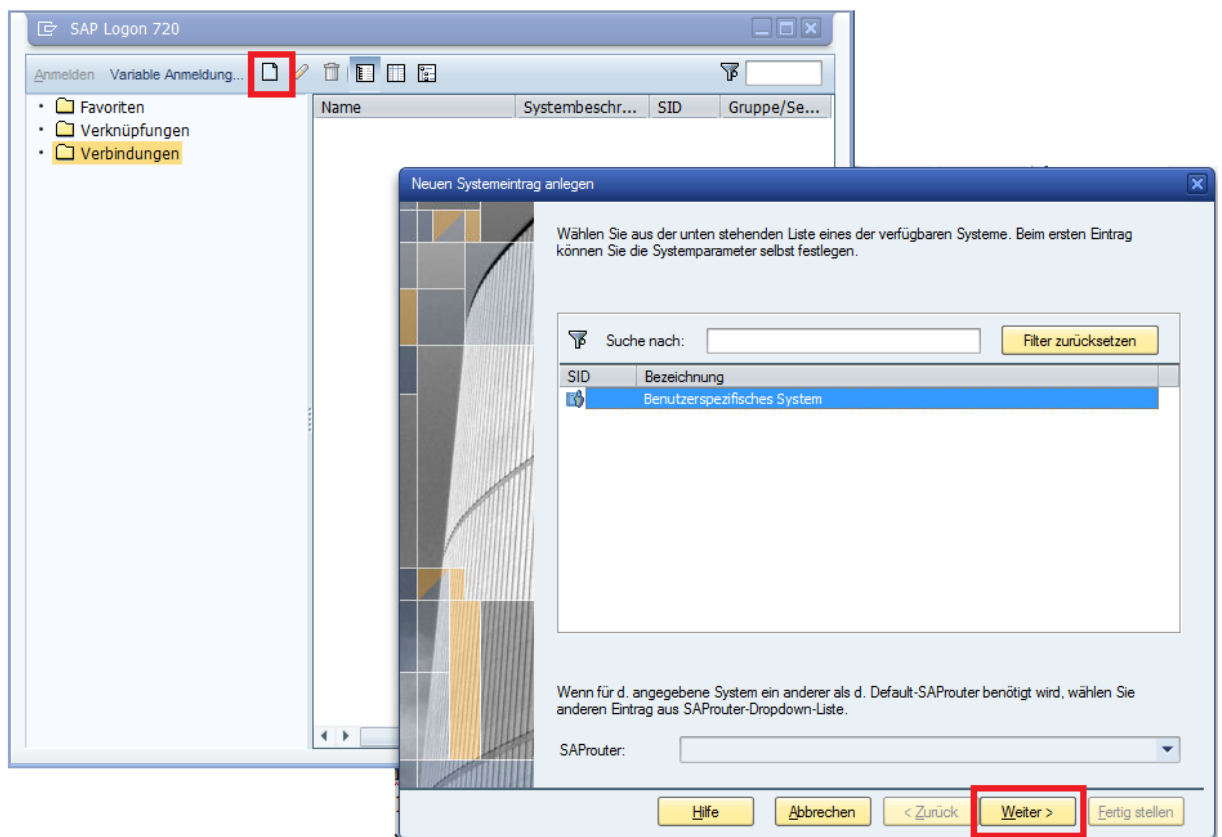 SAP Logon 720
Anmelden Variable Anmeldung...
Favoriten
Verknüpfungen
Verbindungen
Name Systembeschr... SID Gruppe/Se...
Neuen Systemeintrag anlegen
Wählen Sie aus der unten stehenden Liste eines der verfügbaren Systeme. Beim ersten Eintrag
können Sie die Systemparameter selbst festlegen.
Suche nach: Filter zurücksetzen
SID Bezeichnung
Benutzerspezifisches System
Wenn für d. angegebene System ein anderer als d. Default-SAProuter benötigt wird, wählen Sie
anderen Eintrag aus SAProuter-Dropdown-Liste.
SAProuter:
Hilfe Abbrechen < Zurück Weiter > Fertig stellen